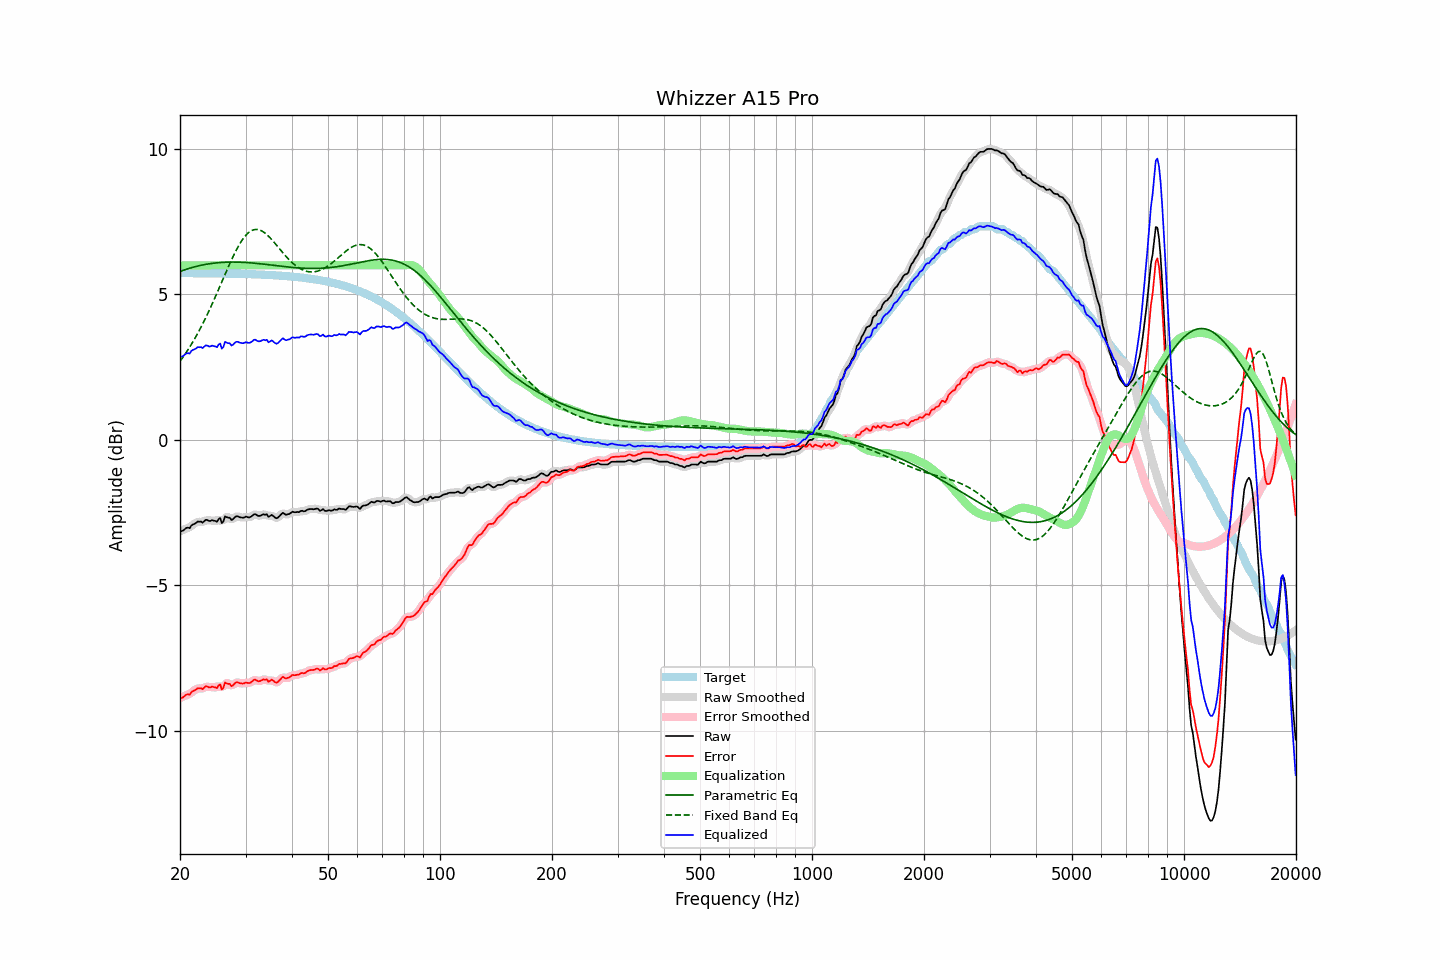 Whizzer A15 Pro
10
5
0
−5
−10
Amplitude (dBr)
Target
Raw Smoothed
Error Smoothed
Raw
Error
Equalization
Parametric Eq
Fixed Band Eq
Equalized
20 50 100 200 500 1000 2000 5000 10000 20000
Frequency (Hz)